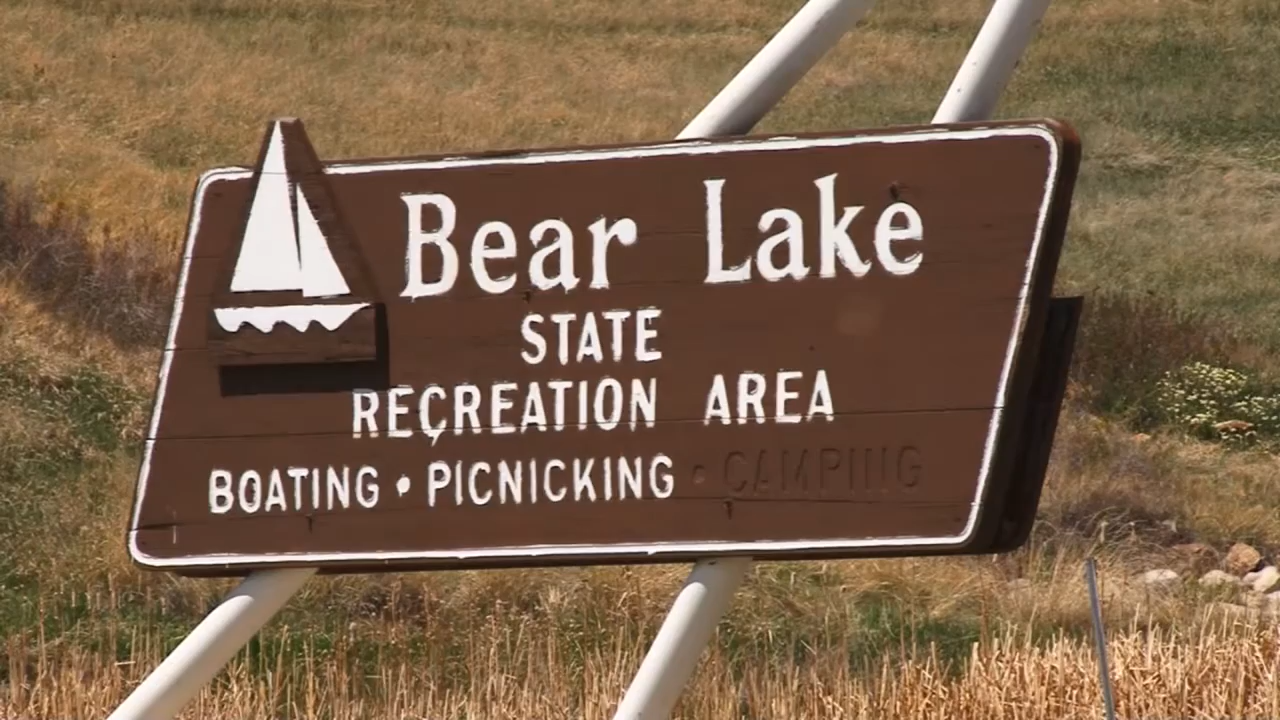 Bear Lake
STATE
RECREATION AREA
BOATING • PICNICKING • CAMPING